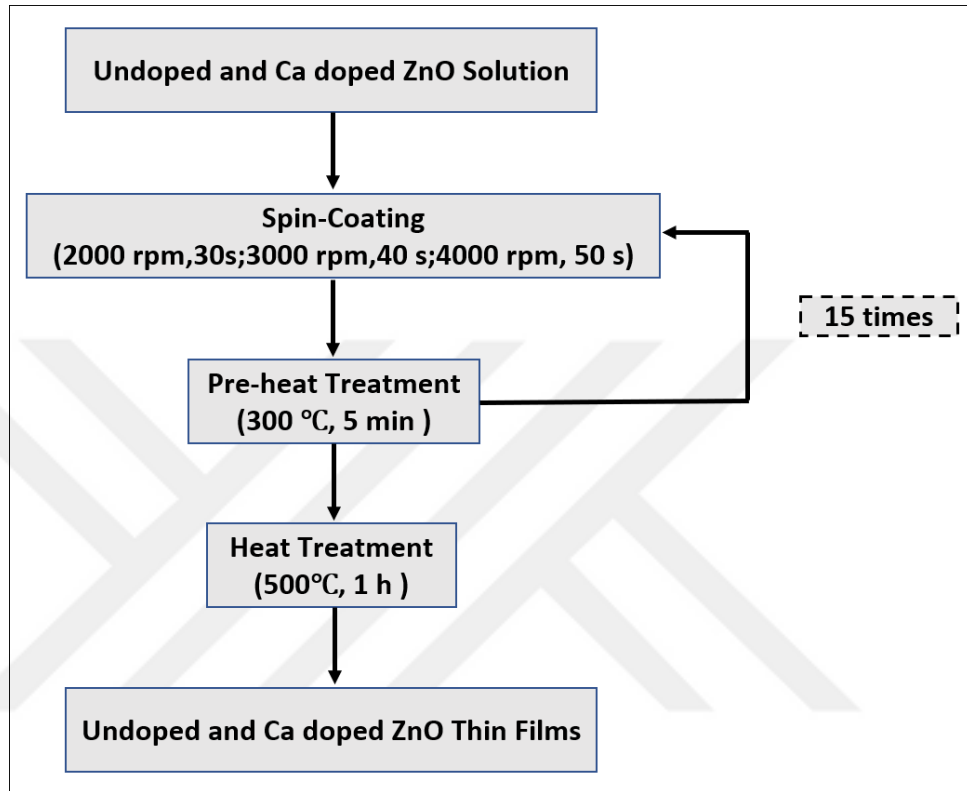 Undoped and Ca doped ZnO Solution
Spin-Coating
(2000 rpm,30s;3000 rpm,40 s;4000 rpm, 50 s)
15 times
Pre-heat Treatment
(300 ℃, 5 min )
Heat Treatment
(500℃, 1 h )
Undoped and Ca doped ZnO Thin Films